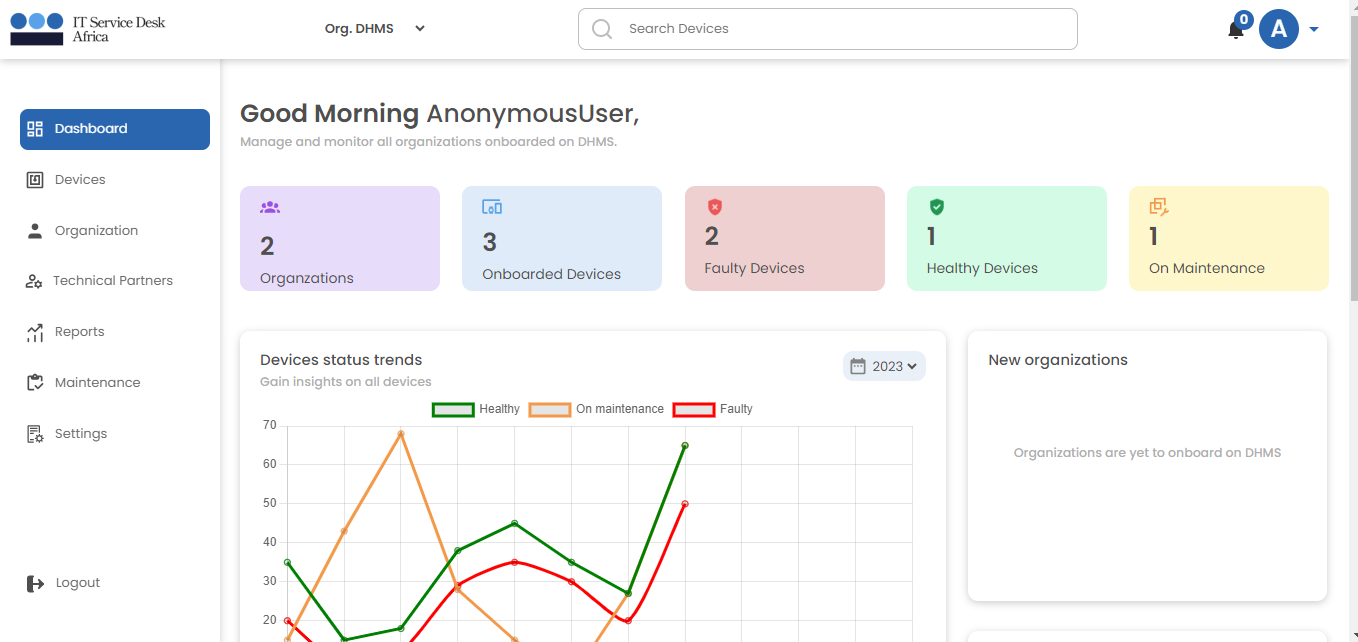 IT Service Desk
Africa
Org. DHMS
Search Devices
0
A
Dashboard
Devices
Organization
Technical Partners
Reports
Maintenance
Settings
Logout
Good Morning AnonymousUser,
Manage and monitor all organizations onboarded on DHMS.
2
Organzations
3
Onboarded Devices
2
Faulty Devices
1
Healthy Devices
1
On Maintenance
Devices status trends
Gain insights on all devices
2023
Healthy On maintenance Faulty
70
60
50
40
30
20
New organizations
Organizations are yet to onboard on DHMS